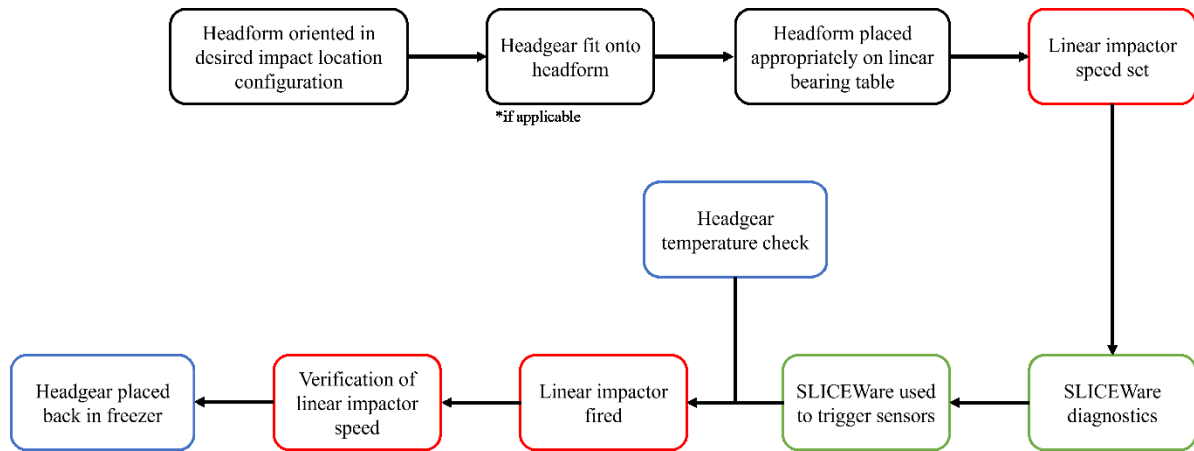 Headform oriented in
desired impact location
configuration
Headgear fit onto
headform
*if applicable
Headform placed
appropriately on linear
bearing table
Linear impactor
speed set
Headgear
temperature check
Headgear placed
back in freezer
Verification of
linear impactor
speed
Linear impactor
fired
SLICEWare used
to trigger sensors
SLICEWare
diagnostics